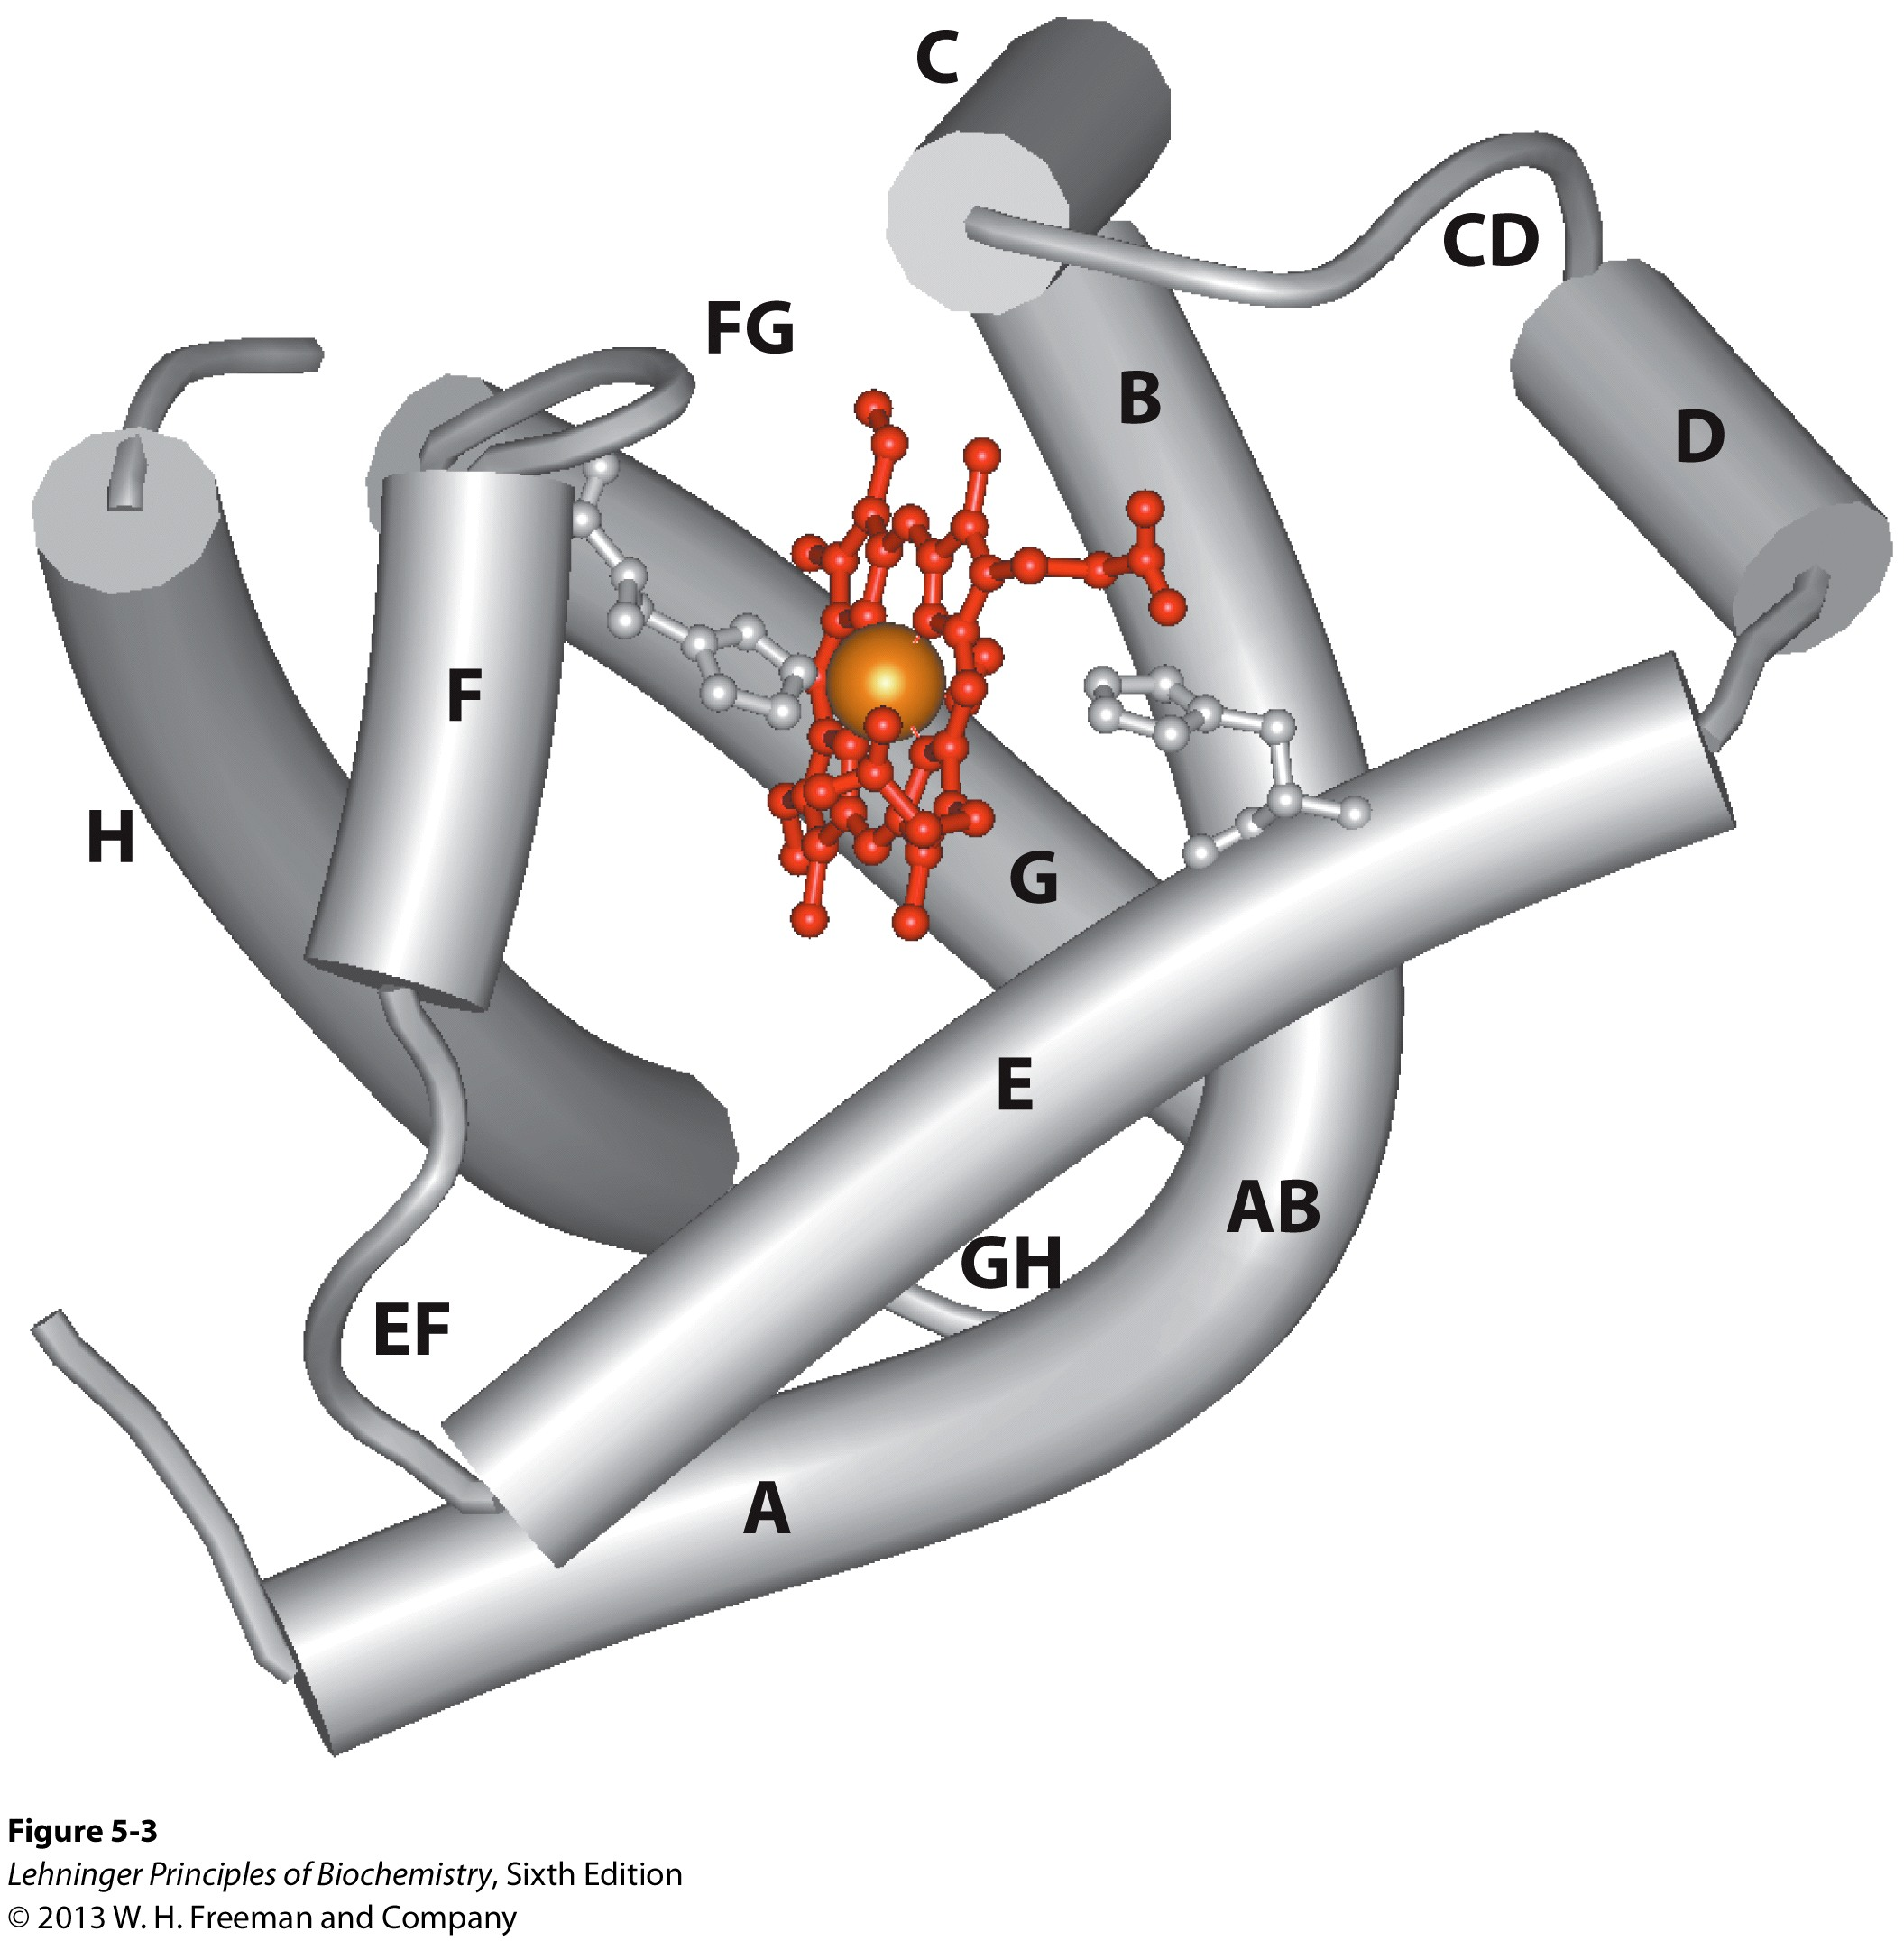 C
CD
FG
B
D
F
H
G
E
AB
GH
EF
A
Figure 5-3
Lehninger Principles of Biochemistry, Sixth Edition
© 2013 W. H. Freeman and Company